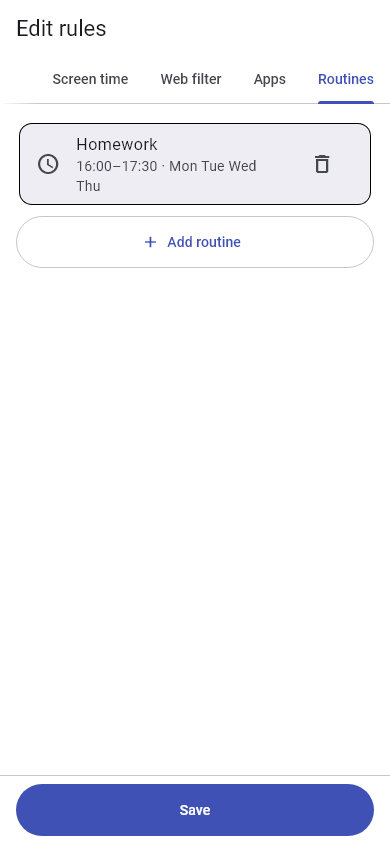 Edit rules
Screen time Web filter Apps Routines
Homework
16:00–17:30 · Mon Tue Wed
Thu
Add routine
Save